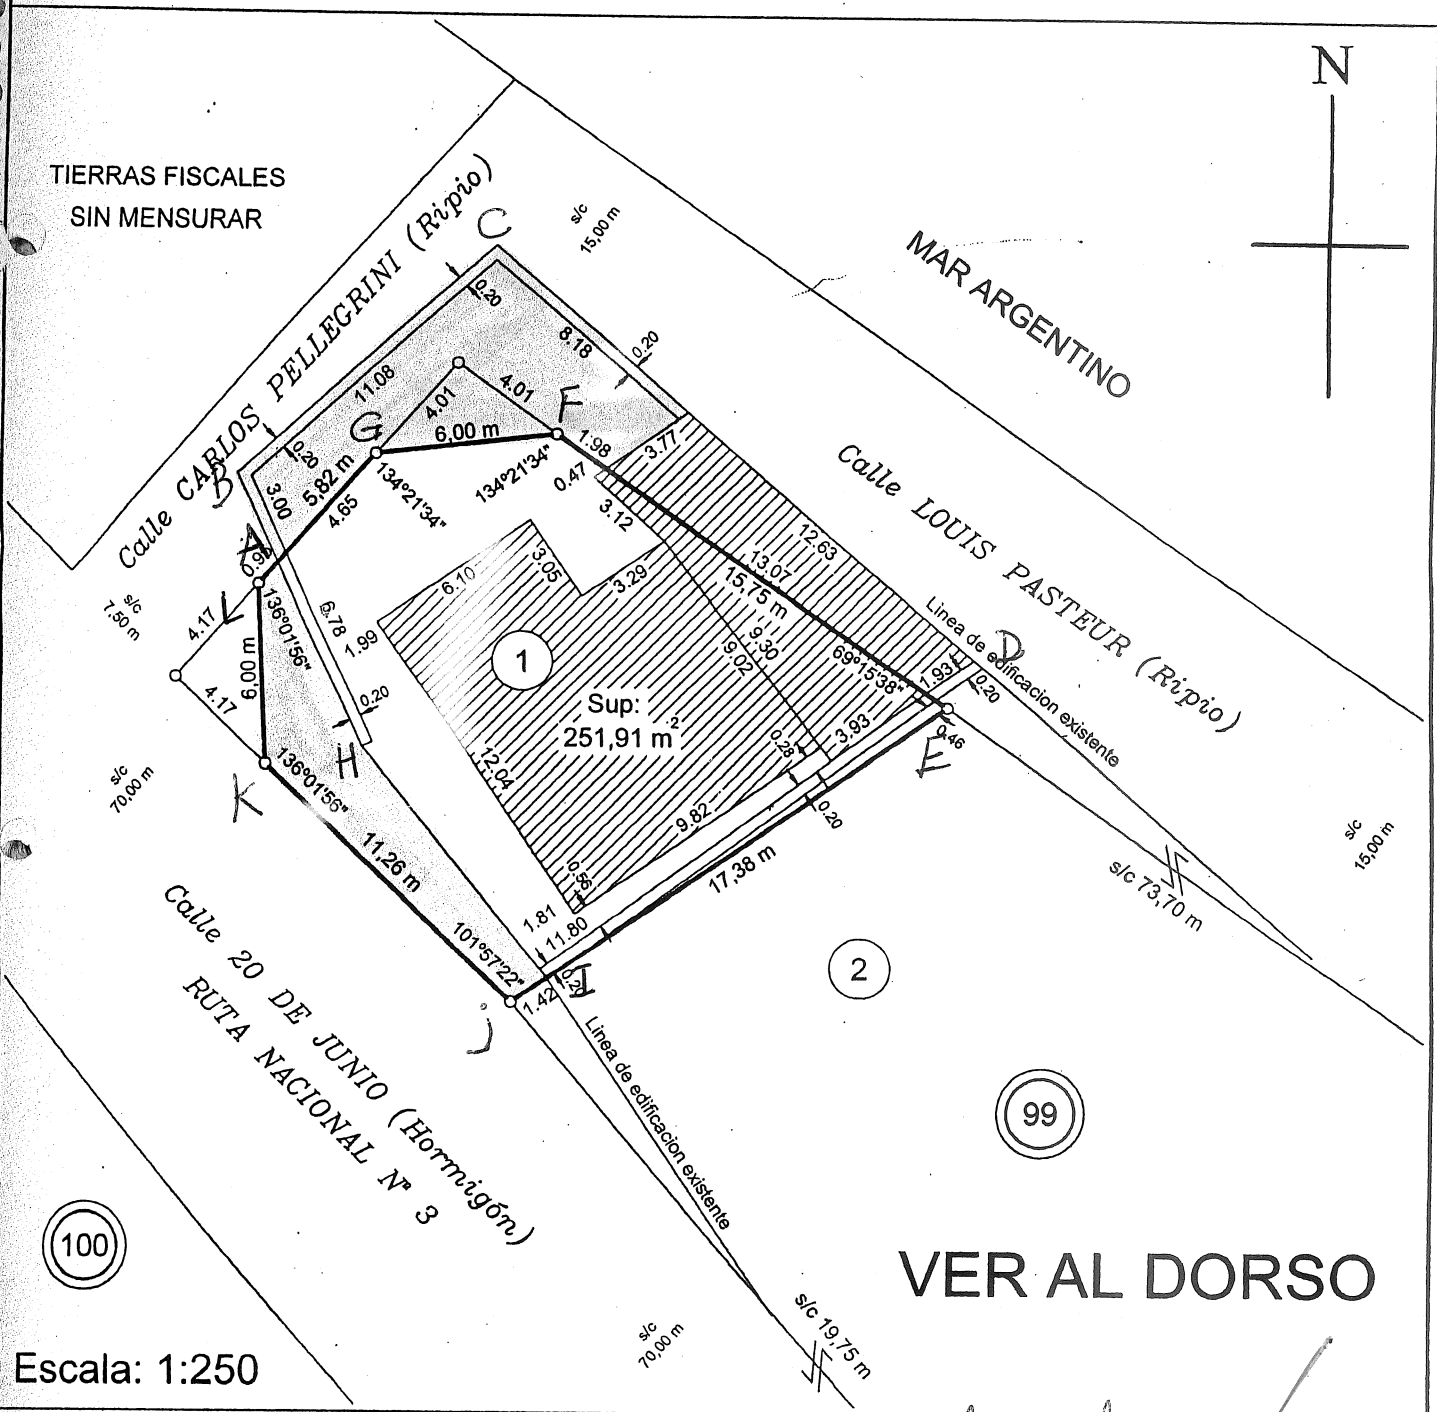 N
TIERRAS FISCALES
SIN MENSURAR
Calle CARLOS PELLEGRINI (Ripio)
C
s/c
15,00 m
MAR ARGENTINO
0.20
8.18
0.20
11.08
4.01
4.01
F
G
6,00 m
1.98
3.77
0.20
5,82 m
B
3.00
4.65
134°21'34"
134°21'34"
0.47
3.12
Calle LOUIS PASTEUR (Ripio)
12.63
13.07
15,75 m
A
6.10
3.05
3.29
s/c
7.50 m
4.17
L
136°01'56"
6.78
1.99
1
9.30
9.02
69°15'38"
Linea de edificacion existente
D
1.93
0.20
4.17
6,00 m
0.20
Sup:
251,91 m²
3.93
0.28
0.46
E
H
s/c
70,00 m
K
136°01'56"
12.04
9.82
0.20
11,26 m
17,38 m
s/c
15,00 m
s/c 73,70 m
0.56
1.81
11.80
101°57'22"
0.20
I
1.42
J
2
Calle 20 DE JUNIO (Hormigón)
RUTA NACIONAL Nº 3
Linea de edificacion existente
99
100
VER AL DORSO
s/c 19,75 m
s/c
70,00 m
Escala: 1:250